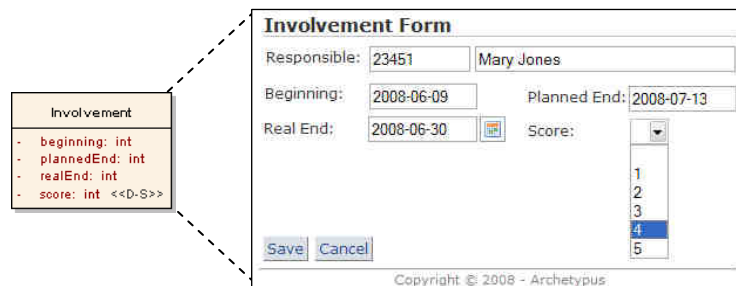 Involvement
- beginning: int
- plannedEnd: int
- realEnd: int
- score: int <<D-S>>
Involvement Form
Responsible: 23451 Mary Jones
Beginning: 2008-06-09 Planned End: 2008-07-13
Real End: 2008-06-30 Score:
1
2
3
4
5
Save Cancel
Copyright © 2008 - Archetypus